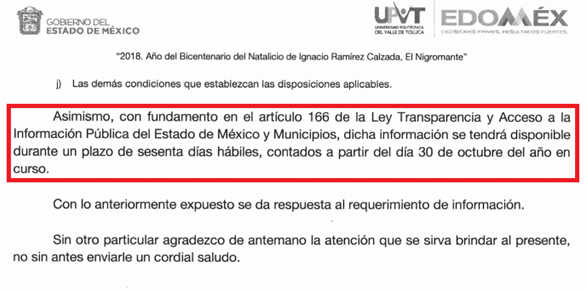 GOBIERNO DEL
ESTADO DE MÉXICO
UPVT
UNIVERSIDAD POLITÉCNICA
DEL VALLE DE TOLUCA
EDOMÉX
DECISIONES FIRMES, RESULTADOS FUERTES.
"2018. Año del Bicentenario del Natalicio de Ignacio Ramírez Calzada, El Nigromante"
j) Las demás condiciones que establezcan las disposiciones aplicables.
Asimismo, con fundamento en el artículo 166 de la Ley Transparencia y Acceso a la
Información Pública del Estado de México y Municipios, dicha información se tendrá disponible
durante un plazo de sesenta días hábiles, contados a partir del día 30 de octubre del año en
curso.
Con lo anteriormente expuesto se da respuesta al requerimiento de información.
Sin otro particular agradezco de antemano la atención que se sirva brindar al presente,
no sin antes enviarle un cordial saludo.